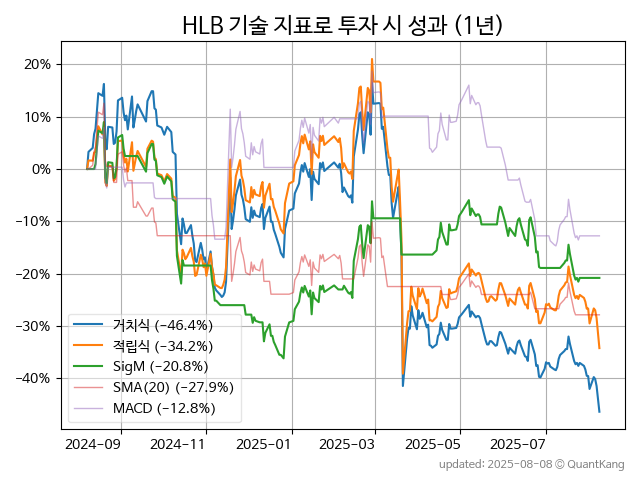 HLB 기술 지표로 투자 시 성과 (1년)
20%
10%
0%
−10%
−20%
−30%
−40%
거치식 (−46.4%)
적립식 (−34.2%)
SigM (−20.8%)
SMA(20) (−27.9%)
MACD (−12.8%)
2024-09
2024-11
2025-01
2025-03
2025-05
2025-07
updated: 2025-08-08 © QuantKang